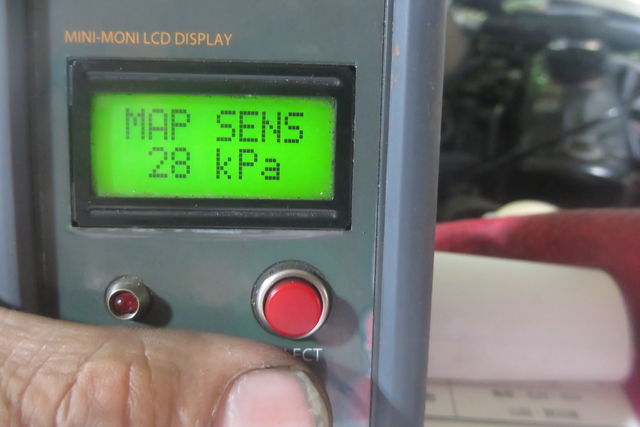 MINI-MONI LCD DISPLAY
MAP SENS
28 kPa